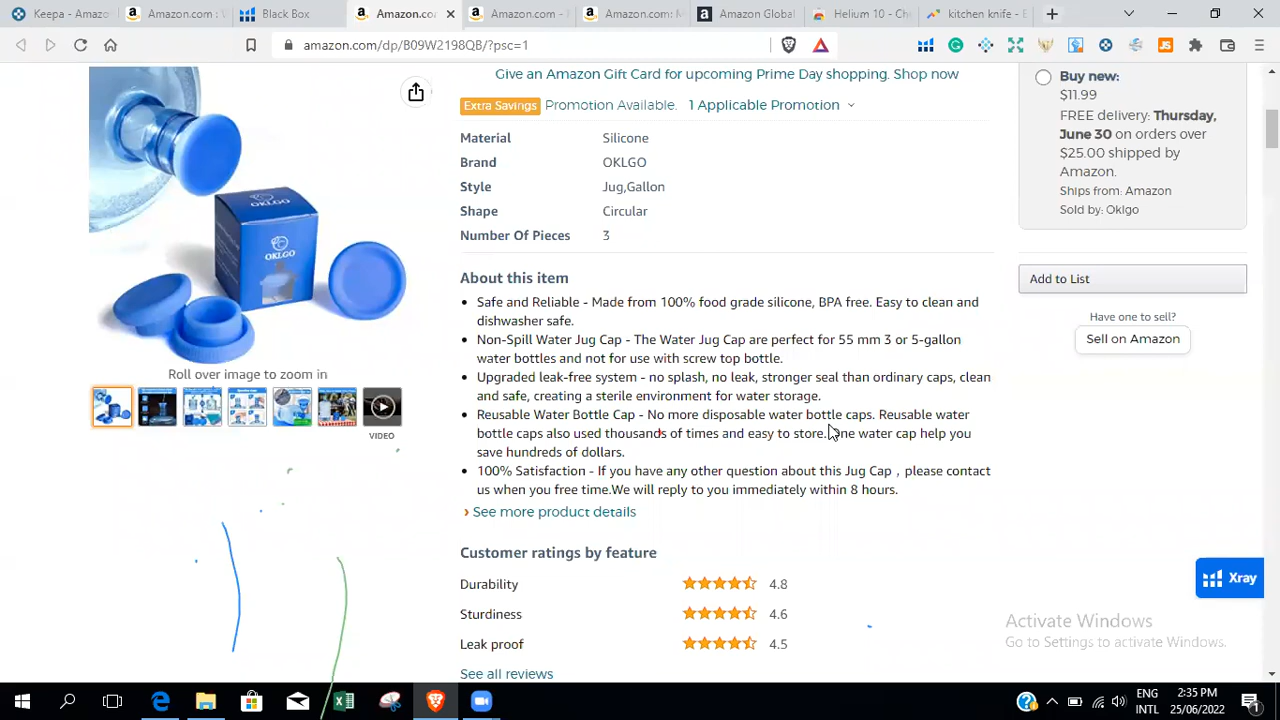 Keepa - Amazon
Amazon.com : 
Black Box
Amazon.co
Amazon.com -
Amazon.com: M
Amazon Global
Helium 10 - Ch
kitchen knife - E
amazon.com/dp/B09W2198QB/?psc=1
Give an Amazon Gift Card for upcoming Prime Day shopping. Shop now
Extra Savings Promotion Available. 1 Applicable Promotion
Material Silicone
Brand OKLGO
Style Jug,Gallon
Shape Circular
Number Of Pieces 3
About this item
Safe and Reliable - Made from 100% food grade silicone, BPA free. Easy to clean and
dishwasher safe.
Non-Spill Water Jug Cap - The Water Jug Cap are perfect for 55 mm 3 or 5-gallon
water bottles and not for use with screw top bottle.
Upgraded leak-free system - no splash, no leak, stronger seal than ordinary caps, clean
and safe, creating a sterile environment for water storage.
Reusable Water Bottle Cap - No more disposable water bottle caps. Reusable water
bottle caps also used thousands of times and easy to store. One water cap help you
save hundreds of dollars.
100% Satisfaction - If you have any other question about this Jug Cap , please contact
us when you free time.We will reply to you immediately within 8 hours.
› See more product details
Customer ratings by feature
Durability 4.8
Sturdiness 4.6
Leak proof 4.5
See all reviews
OKLGO
OKLGO
Roll over image to zoom in
VIDEO
Buy new:
$11.99
FREE delivery: Thursday,
June 30 on orders over
$25.00 shipped by
Amazon.
Ships from: Amazon
Sold by: Oklgo
Add to List
Have one to sell?
Sell on Amazon
Xray
Activate Windows
Go to Settings to activate Windows.
ENG
INTL
2:35 PM
25/06/2022
1